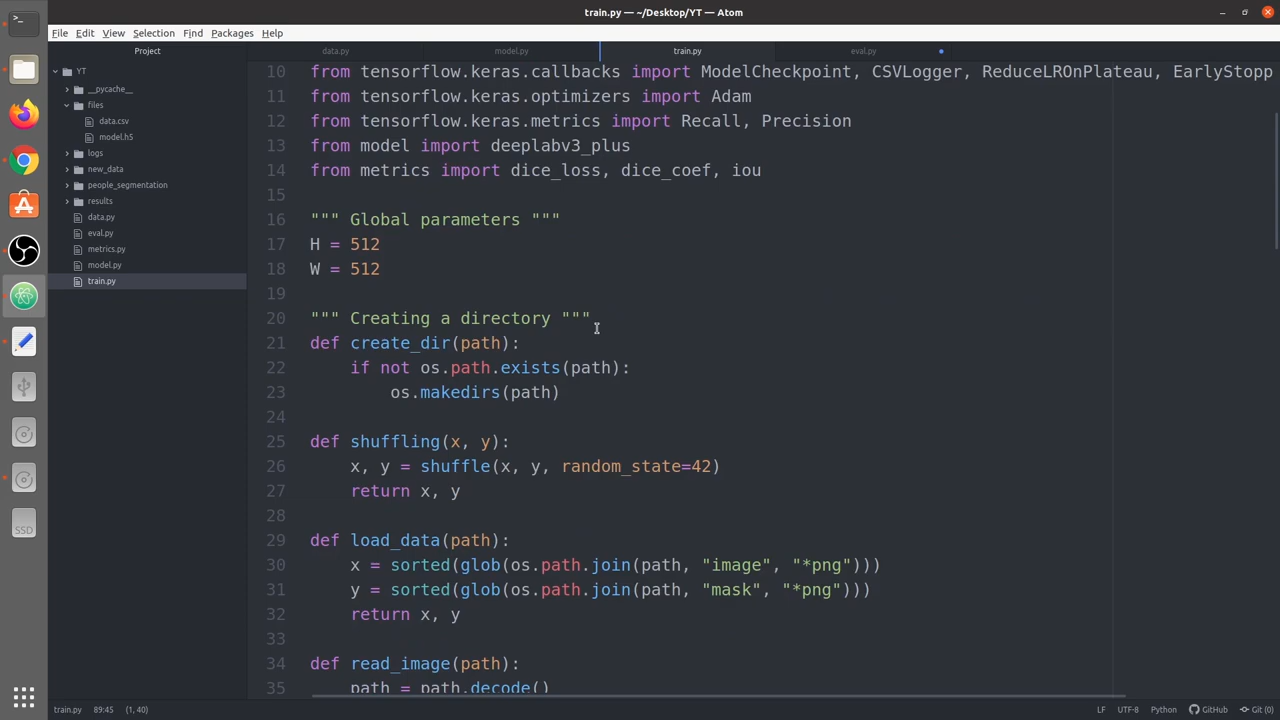 train.py — ~/Desktop/YT — Atom
File Edit View Selection Find Packages Help
Project
data.py
model.py
train.py
eval.py
YT
__pycache__
files
data.csv
model.h5
logs
new_data
people_segmentation
results
data.py
eval.py
metrics.py
model.py
train.py
10 from tensorflow.keras.callbacks import ModelCheckpoint, CSVLogger, ReduceLROnPlateau, EarlyStopp
11 from tensorflow.keras.optimizers import Adam
12 from tensorflow.keras.metrics import Recall, Precision
13 from model import deeplabv3_plus
14 from metrics import dice_loss, dice_coef, iou
15
16 """ Global parameters """
17 H = 512
18 W = 512
19
20 """ Creating a directory """
21 def create_dir(path):
22     if not os.path.exists(path):
23         os.makedirs(path)
24
25 def shuffling(x, y):
26     x, y = shuffle(x, y, random_state=42)
27     return x, y
28
29 def load_data(path):
30     x = sorted(glob(os.path.join(path, "image", "*png")))
31     y = sorted(glob(os.path.join(path, "mask", "*png")))
32     return x, y
33
34 def read_image(path):
35     path = path.decode()
train.py 89:45 (1, 40) LF UTF-8 Python GitHub Git (0)
SSD